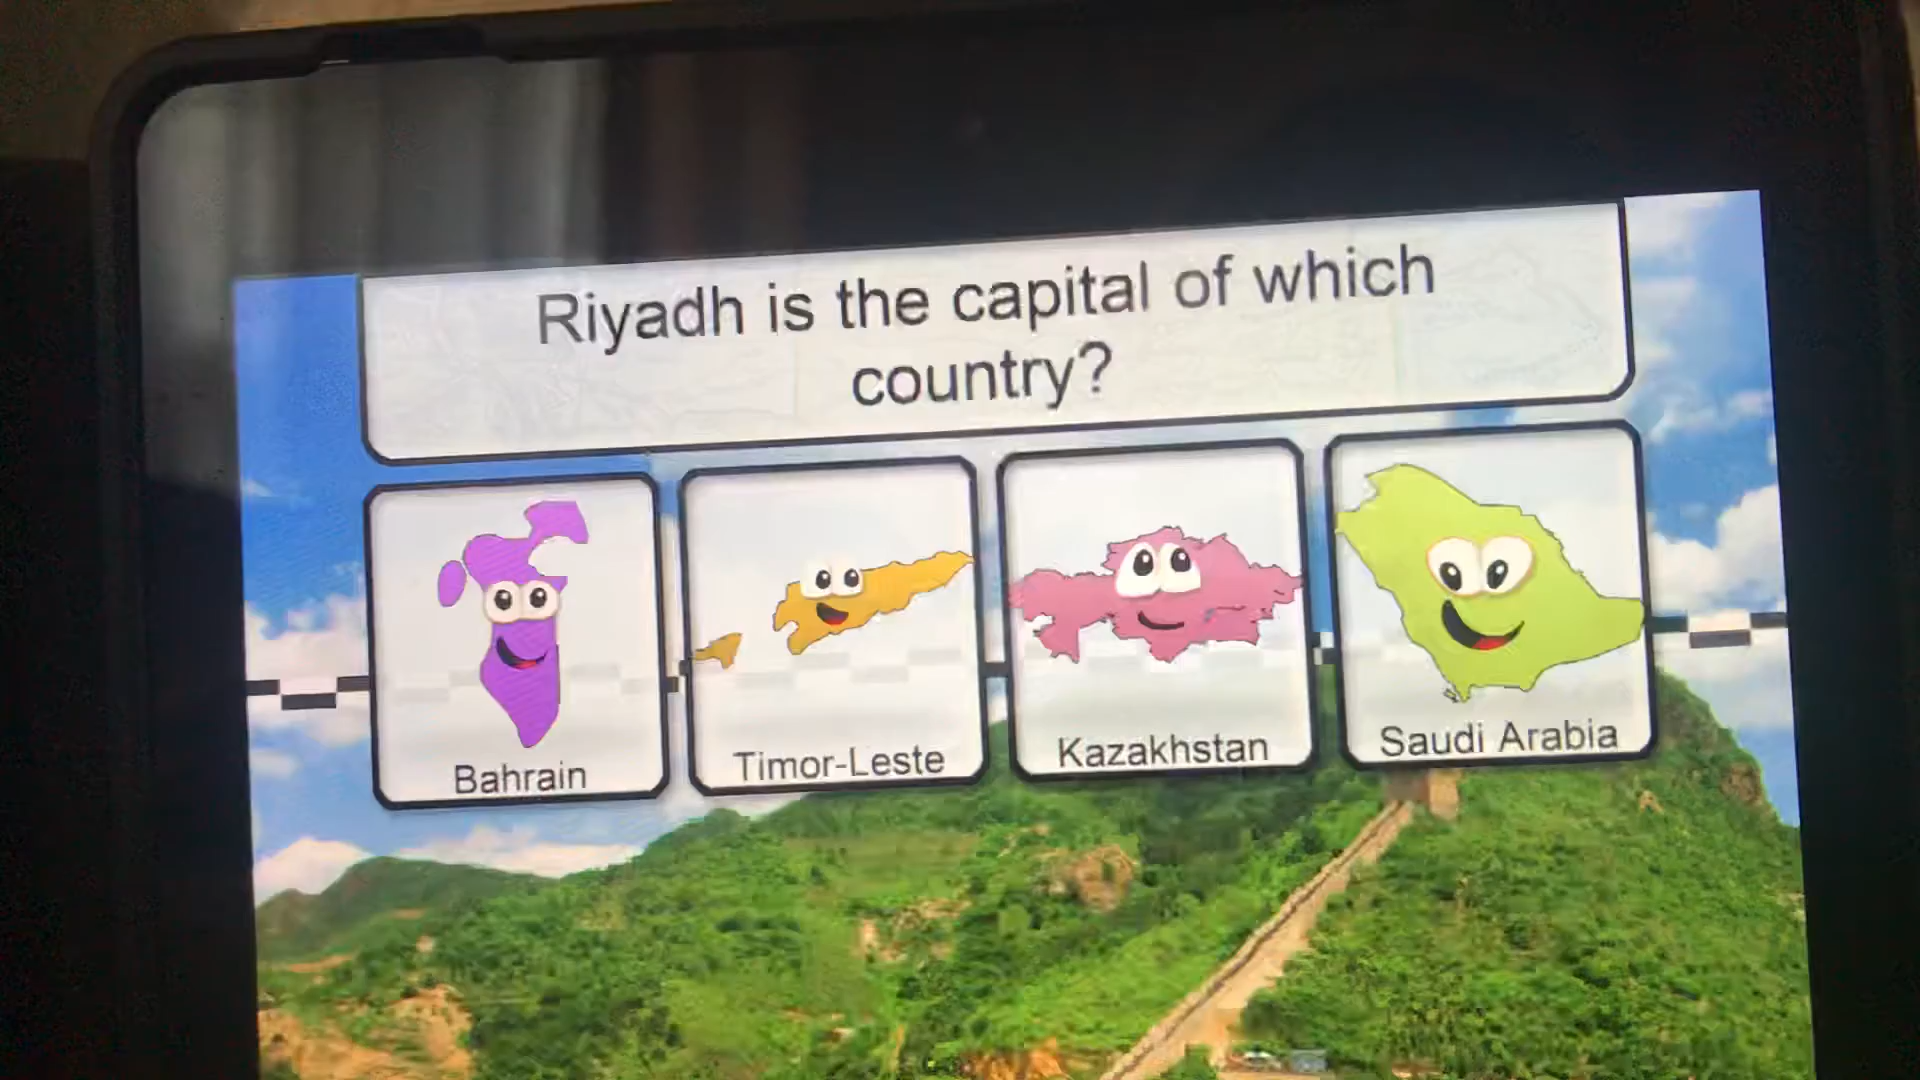 Riyadh is the capital of which
country?
Bahrain
Timor-Leste
Kazakhstan
Saudi Arabia